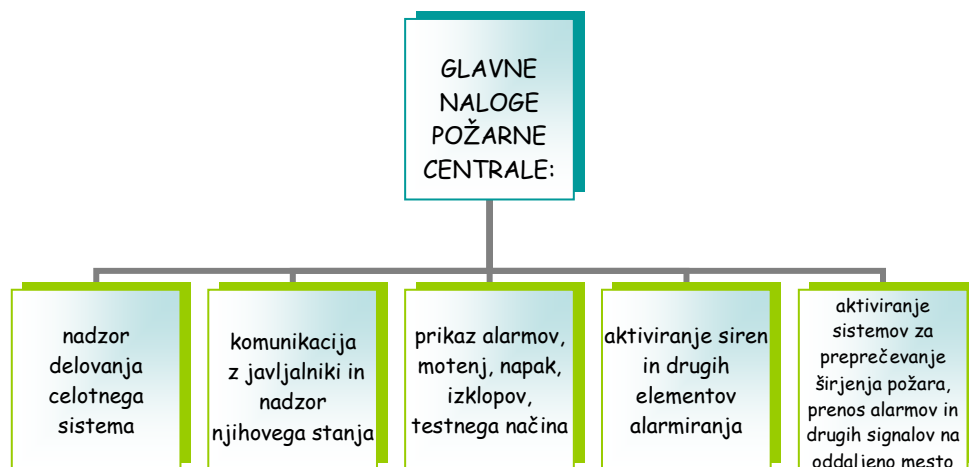 GLAVNE
NALOGE
POŽARNE
CENTRALE:
nadzor
delovanja
celotnega
sistema
komunikacija
z javljalniki in
nadzor
njihovega stanja
prikaz alarmov,
motenj, napak,
izklopov,
testnega načina
aktiviranje siren
in drugih
elementov
alarmiranja
aktiviranje
sistemov za
preprečevanje
širjenja požara,
prenos alarmov in
drugih signalov na
oddaljeno mesto